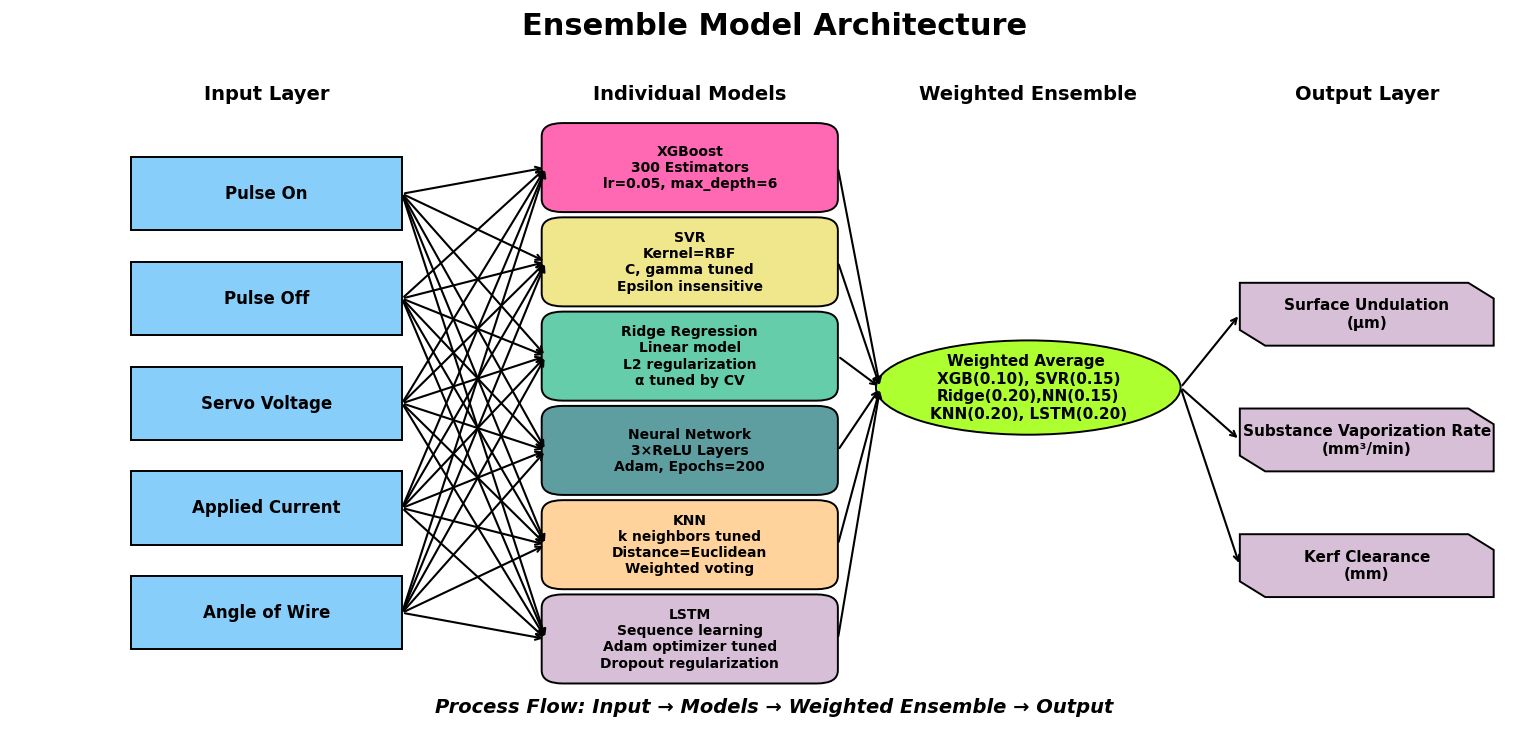 Ensemble Model Architecture
Input Layer
Individual Models
Weighted Ensemble
Output Layer
Pulse On
Pulse Off
Servo Voltage
Applied Current
Angle of Wire
XGBoost
300 Estimators
lr=0.05, max_depth=6
SVR
Kernel=RBF
C, gamma tuned
Epsilon insensitive
Ridge Regression
Linear model
L2 regularization
α tuned by CV
Neural Network
3×ReLU Layers
Adam, Epochs=200
KNN
k neighbors tuned
Distance=Euclidean
Weighted voting
LSTM
Sequence learning
Adam optimizer tuned
Dropout regularization
Weighted Average
XGB(0.10), SVR(0.15)
Ridge(0.20),NN(0.15)
KNN(0.20), LSTM(0.20)
Surface Undulation
(μm)
Substance Vaporization Rate
(mm³/min)
Kerf Clearance
(mm)
Process Flow: Input → Models → Weighted Ensemble → Output